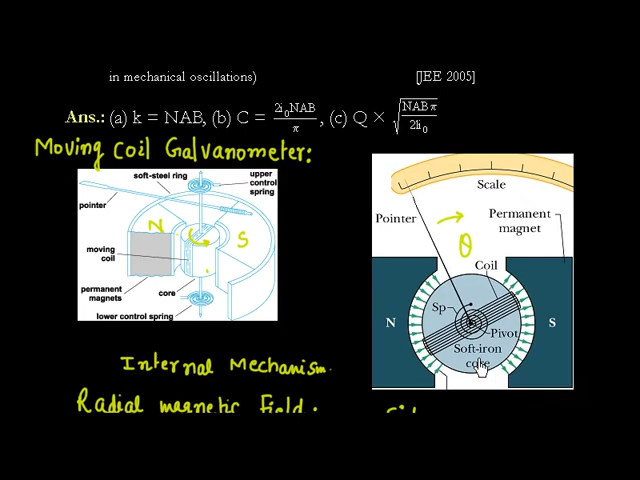 in mechanical oscillations) [JEE 2005]
Ans.: (a) k = NAB, (b) C = 2i₀NAB/π, (c) Q × √(NABπ/2Ii₀)
Moving Coil Galvanometer:
soft-steel ring
upper control spring
pointer
N
S
moving coil
permanent magnets
core
lower control spring
Scale
Pointer
θ
Permanent magnet
Coil
Sp
N
S
Pivot
Soft-iron core
Internal Mechanism.
Radial magnetic Field: